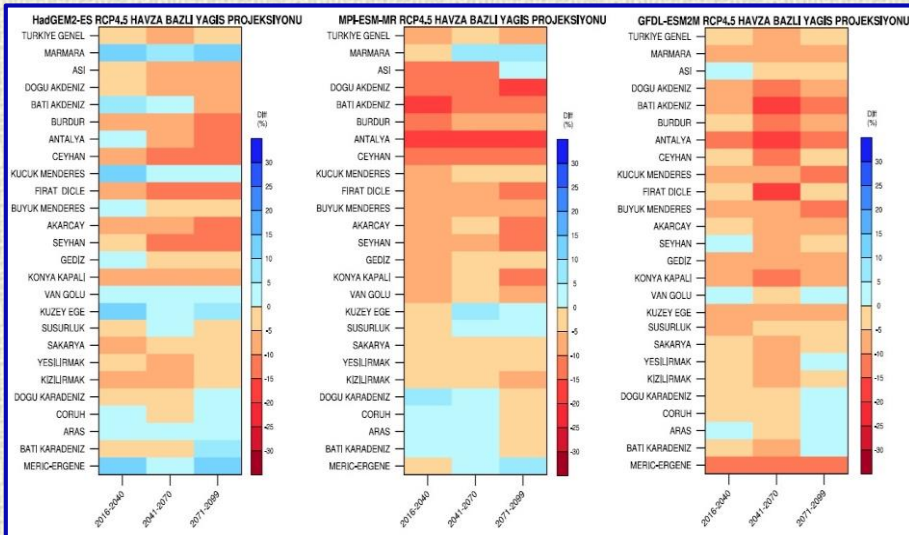 HadGEM2-ES RCP4.5 HAVZA BAZLI YAGIS PROJEKSİYONU
TURKIYE GENEL
MARMARA
ASI
DOGU AKDENIZ
BATI AKDENIZ
BURDUR
ANTALYA
CEYHAN
KUCUK MENDERES
FIRAT DICLE
BUYUK MENDERES
AKARCAY
SEYHAN
GEDİZ
KONYA KAPALI
VAN GOLU
KUZEY EGE
SUSURLUK
SAKARYA
YESILIRMAK
KIZILIRMAK
DOGU KARADENIZ
CORUH
ARAS
BATI KARADENIZ
MERIC-ERGENE
2016-2040
2041-2070
2071-2099
Diff
(%)
30
25
20
15
10
5
0
-5
-10
-15
-20
-25
-30
MPI-ESM-MR RCP4.5 HAVZA BAZLI YAGIS PROJEKSİYONU
TURKIYE GENEL
MARMARA
ASI
DOGU AKDENIZ
BATI AKDENIZ
BURDUR
ANTALYA
CEYHAN
KUCUK MENDERES
FIRAT DICLE
BUYUK MENDERES
AKARCAY
SEYHAN
GEDİZ
KONYA KAPALI
VAN GOLU
KUZEY EGE
SUSURLUK
SAKARYA
YESILIRMAK
KIZILIRMAK
DOGU KARADENIZ
CORUH
ARAS
BATI KARADENIZ
MERIC-ERGENE
2016-2040
2041-2070
2071-2099
Diff
(%)
30
25
20
15
10
5
0
-5
-10
-15
-20
-25
-30
GFDL-ESM2M RCP4.5 HAVZA BAZLI YAGIS PROJEKSİYONU
TURKIYE GENEL
MARMARA
ASI
DOGU AKDENIZ
BATI AKDENIZ
BURDUR
ANTALYA
CEYHAN
KUCUK MENDERES
FIRAT DICLE
BUYUK MENDERES
AKARCAY
SEYHAN
GEDİZ
KONYA KAPALI
VAN GOLU
KUZEY EGE
SUSURLUK
SAKARYA
YESILIRMAK
KIZILIRMAK
DOGU KARADENIZ
CORUH
ARAS
BATI KARADENIZ
MERIC-ERGENE
2016-2040
2041-2070
2071-2099
Diff
(%)
30
25
20
15
10
5
0
-5
-10
-15
-20
-25
-30